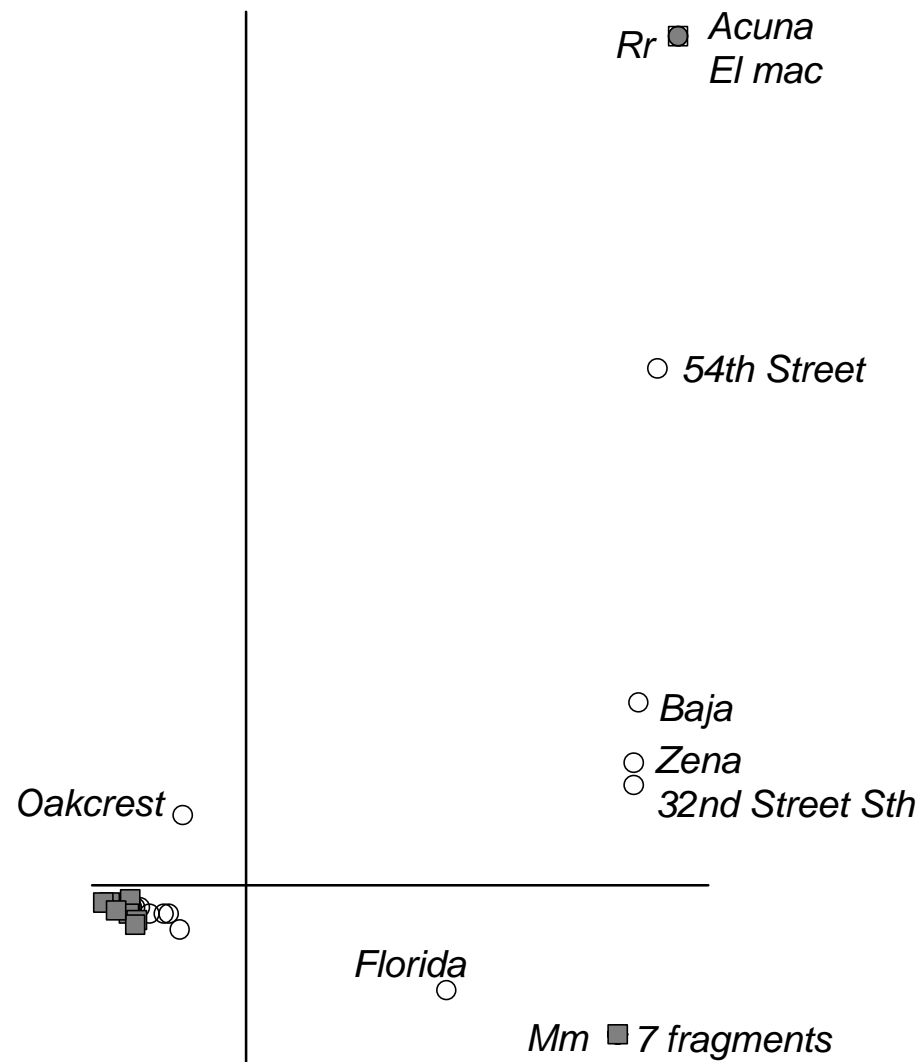 Rr Acuna
El mac
54th Street
Baja
Zena
Oakcrest 32nd Street Sth
Florida
Mm 7 fragments